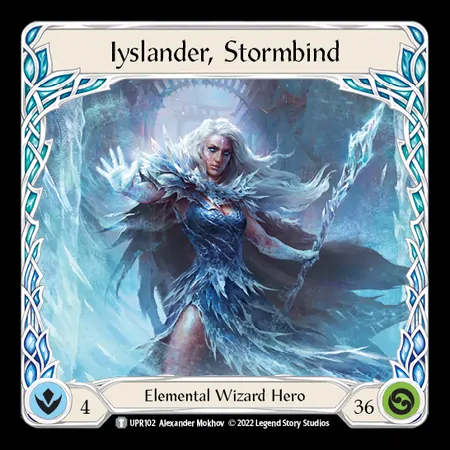 Iyslander, Stormbind
Elemental Wizard Hero
4
36
T UPR102 Alexander Mokhov © 2022 Legend Story Studios